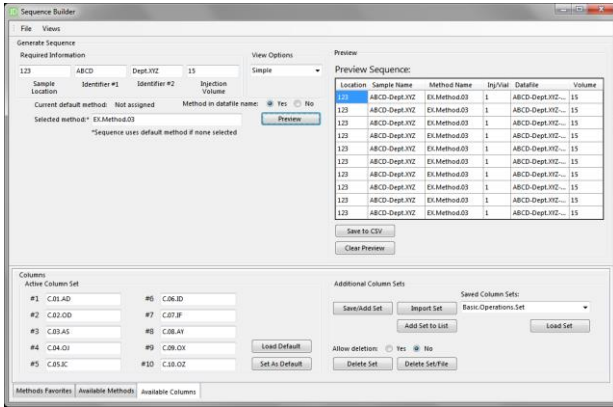 Sequence Builder
File Views
Generate Sequence
Required Information
123 ABCD Dept.XYZ 15
Sample Location Identifier #1 Identifier #2 Injection Volume
View Options
Simple
Current default method: Not assigned Method in datafile name: Yes No
Selected method:* EX.Method.03 Preview
*Sequence uses default method if none selected
Preview
Preview Sequence:
Location Sample Name Method Name Inj/Vial Datafile Volume
123 ABCD-Dept.XYZ EX.Method.03 1 ABCD-Dept.XYZ-... 15
123 ABCD-Dept.XYZ EX.Method.03 1 ABCD-Dept.XYZ-... 15
123 ABCD-Dept.XYZ EX.Method.03 1 ABCD-Dept.XYZ-... 15
123 ABCD-Dept.XYZ EX.Method.03 1 ABCD-Dept.XYZ-... 15
123 ABCD-Dept.XYZ EX.Method.03 1 ABCD-Dept.XYZ-... 15
123 ABCD-Dept.XYZ EX.Method.03 1 ABCD-Dept.XYZ-... 15
123 ABCD-Dept.XYZ EX.Method.03 1 ABCD-Dept.XYZ-... 15
123 ABCD-Dept.XYZ EX.Method.03 1 ABCD-Dept.XYZ-... 15
123 ABCD-Dept.XYZ EX.Method.03 1 ABCD-Dept.XYZ-... 15
123 ABCD-Dept.XYZ EX.Method.03 1 ABCD-Dept.XYZ-... 15
Save to CSV
Clear Preview
Columns
Active Column Set
#1 C.01.AD #6 C.06.ID
#2 C.02.OD #7 C.07.IF
#3 C.03.AS #8 C.08.AY
#4 C.04.OJ #9 C.09.OX Load Default
#5 C.05.IC #10 C.10.OZ Set As Default
Additional Column Sets
Saved Column Sets:
Save/Add Set Import Set Basic.Operations.Set
Add Set to List Load Set
Allow deletion: Yes No
Delete Set Delete Set/File
Methods Favorites Available Methods Available Columns